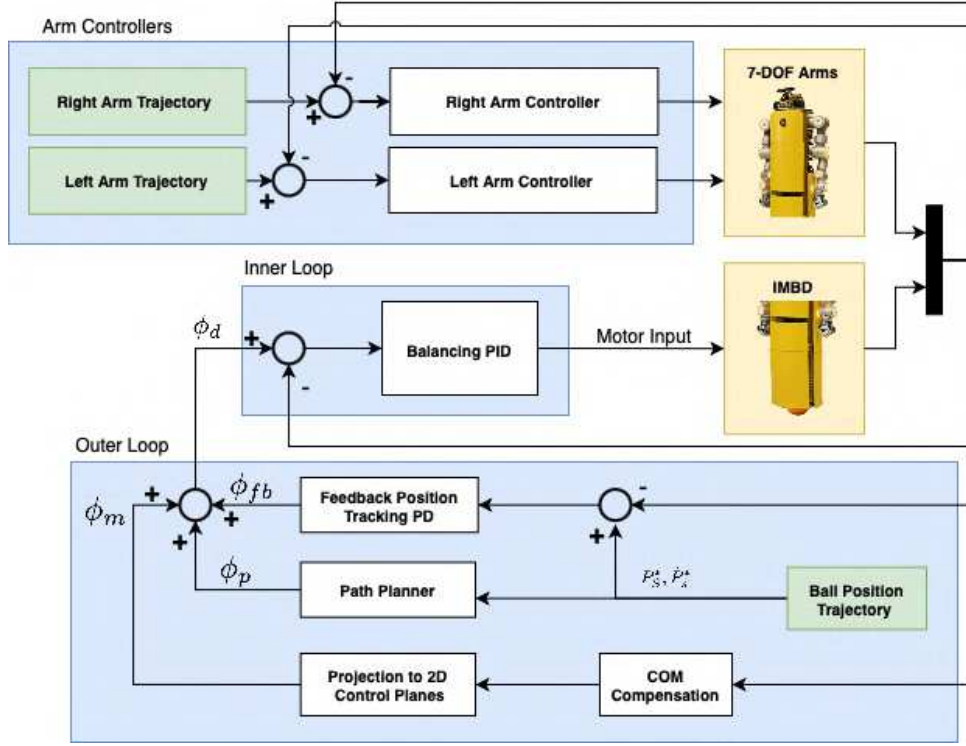 Arm Controllers
Right Arm Trajectory
-
+
Right Arm Controller
7-DOF Arms
Left Arm Trajectory
-
+
Left Arm Controller
Inner Loop
ϕ_d
+
-
Balancing PID
Motor Input
IMBD
Outer Loop
ϕ_m
+
ϕ_{fb}
+
+
Feedback Position
Tracking PD
-
+
ϕ_p
Path Planner
Ball Position
Trajectory
Projection to 2D
Control Planes
COM
Compensation